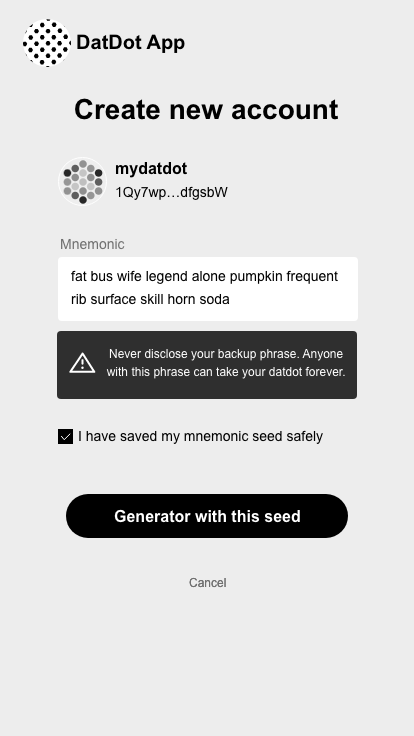 DatDot App
Create new account
mydatdot
1Qy7wp…dfgsbW
Mnemonic
fat bus wife legend alone pumpkin frequent
rib surface skill horn soda
Never disclose your backup phrase. Anyone
with this phrase can take your datdot forever.
I have saved my mnemonic seed safely
Generator with this seed
Cancel